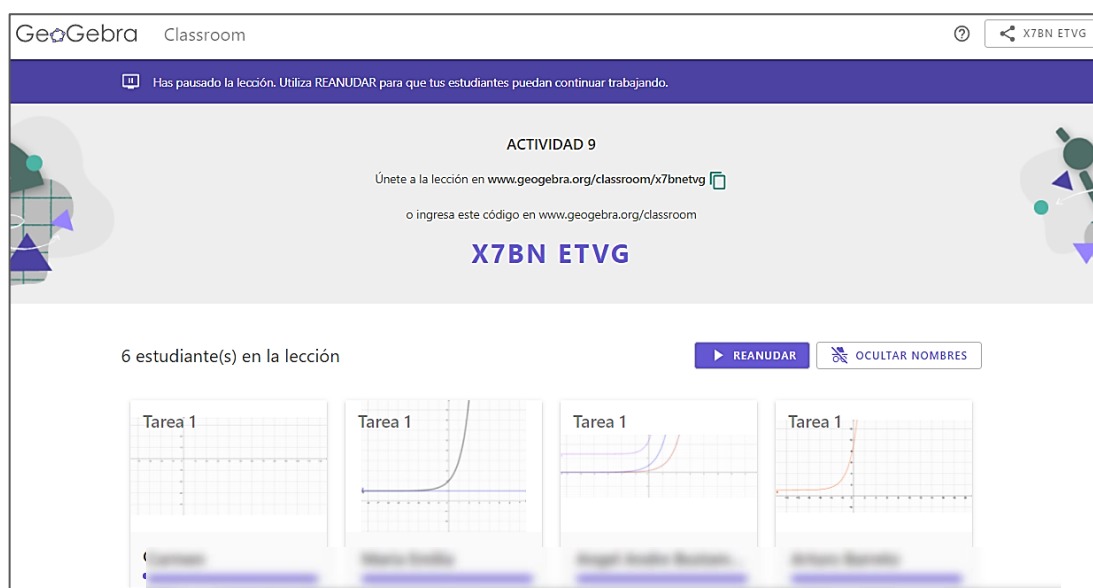 GeoGebra Classroom
X7BN ETVG
Has pausado la lección. Utiliza REANUDAR para que tus estudiantes puedan continuar trabajando.
ACTIVIDAD 9
Únete a la lección en www.geogebra.org/classroom/x7bnetvg
o ingresa este código en www.geogebra.org/classroom
X7BN ETVG
6 estudiante(s) en la lección
REANUDAR
OCULTAR NOMBRES
Tarea 1
Tarea 1
Tarea 1
Tarea 1